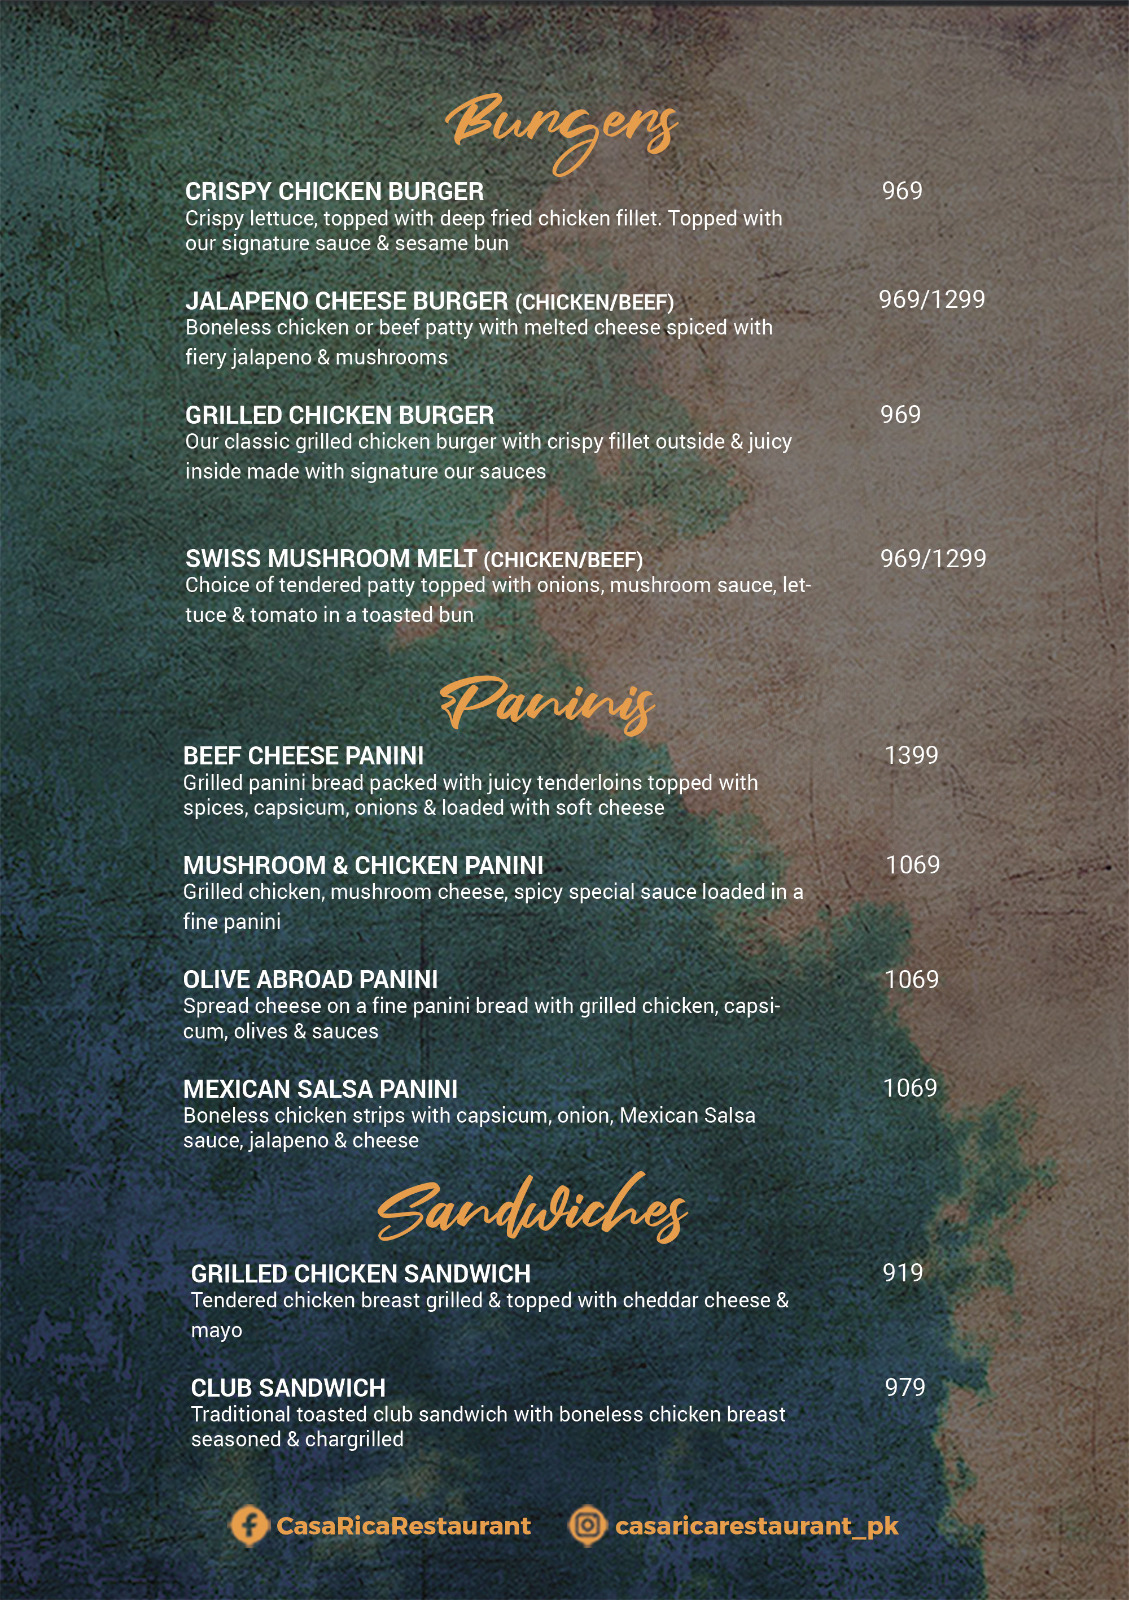 Burgers
CRISPY CHICKEN BURGER 969
Crispy lettuce, topped with deep fried chicken fillet. Topped with
our signature sauce & sesame bun
JALAPENO CHEESE BURGER (CHICKEN/BEEF) 969/1299
Boneless chicken or beef patty with melted cheese spiced with
fiery jalapeno & mushrooms
GRILLED CHICKEN BURGER 969
Our classic grilled chicken burger with crispy fillet outside & juicy
inside made with signature our sauces
SWISS MUSHROOM MELT (CHICKEN/BEEF) 969/1299
Choice of tendered patty topped with onions, mushroom sauce, let-
tuce & tomato in a toasted bun
Paninis
BEEF CHEESE PANINI 1399
Grilled panini bread packed with juicy tenderloins topped with
spices, capsicum, onions & loaded with soft cheese
MUSHROOM & CHICKEN PANINI 1069
Grilled chicken, mushroom cheese, spicy special sauce loaded in a
fine panini
OLIVE ABROAD PANINI 1069
Spread cheese on a fine panini bread with grilled chicken, capsi-
cum, olives & sauces
MEXICAN SALSA PANINI 1069
Boneless chicken strips with capsicum, onion, Mexican Salsa
sauce, jalapeno & cheese
Sandwiches
GRILLED CHICKEN SANDWICH 919
Tendered chicken breast grilled & topped with cheddar cheese &
mayo
CLUB SANDWICH 979
Traditional toasted club sandwich with boneless chicken breast
seasoned & chargrilled
CasaRicaRestaurant casaricarestaurant_pk